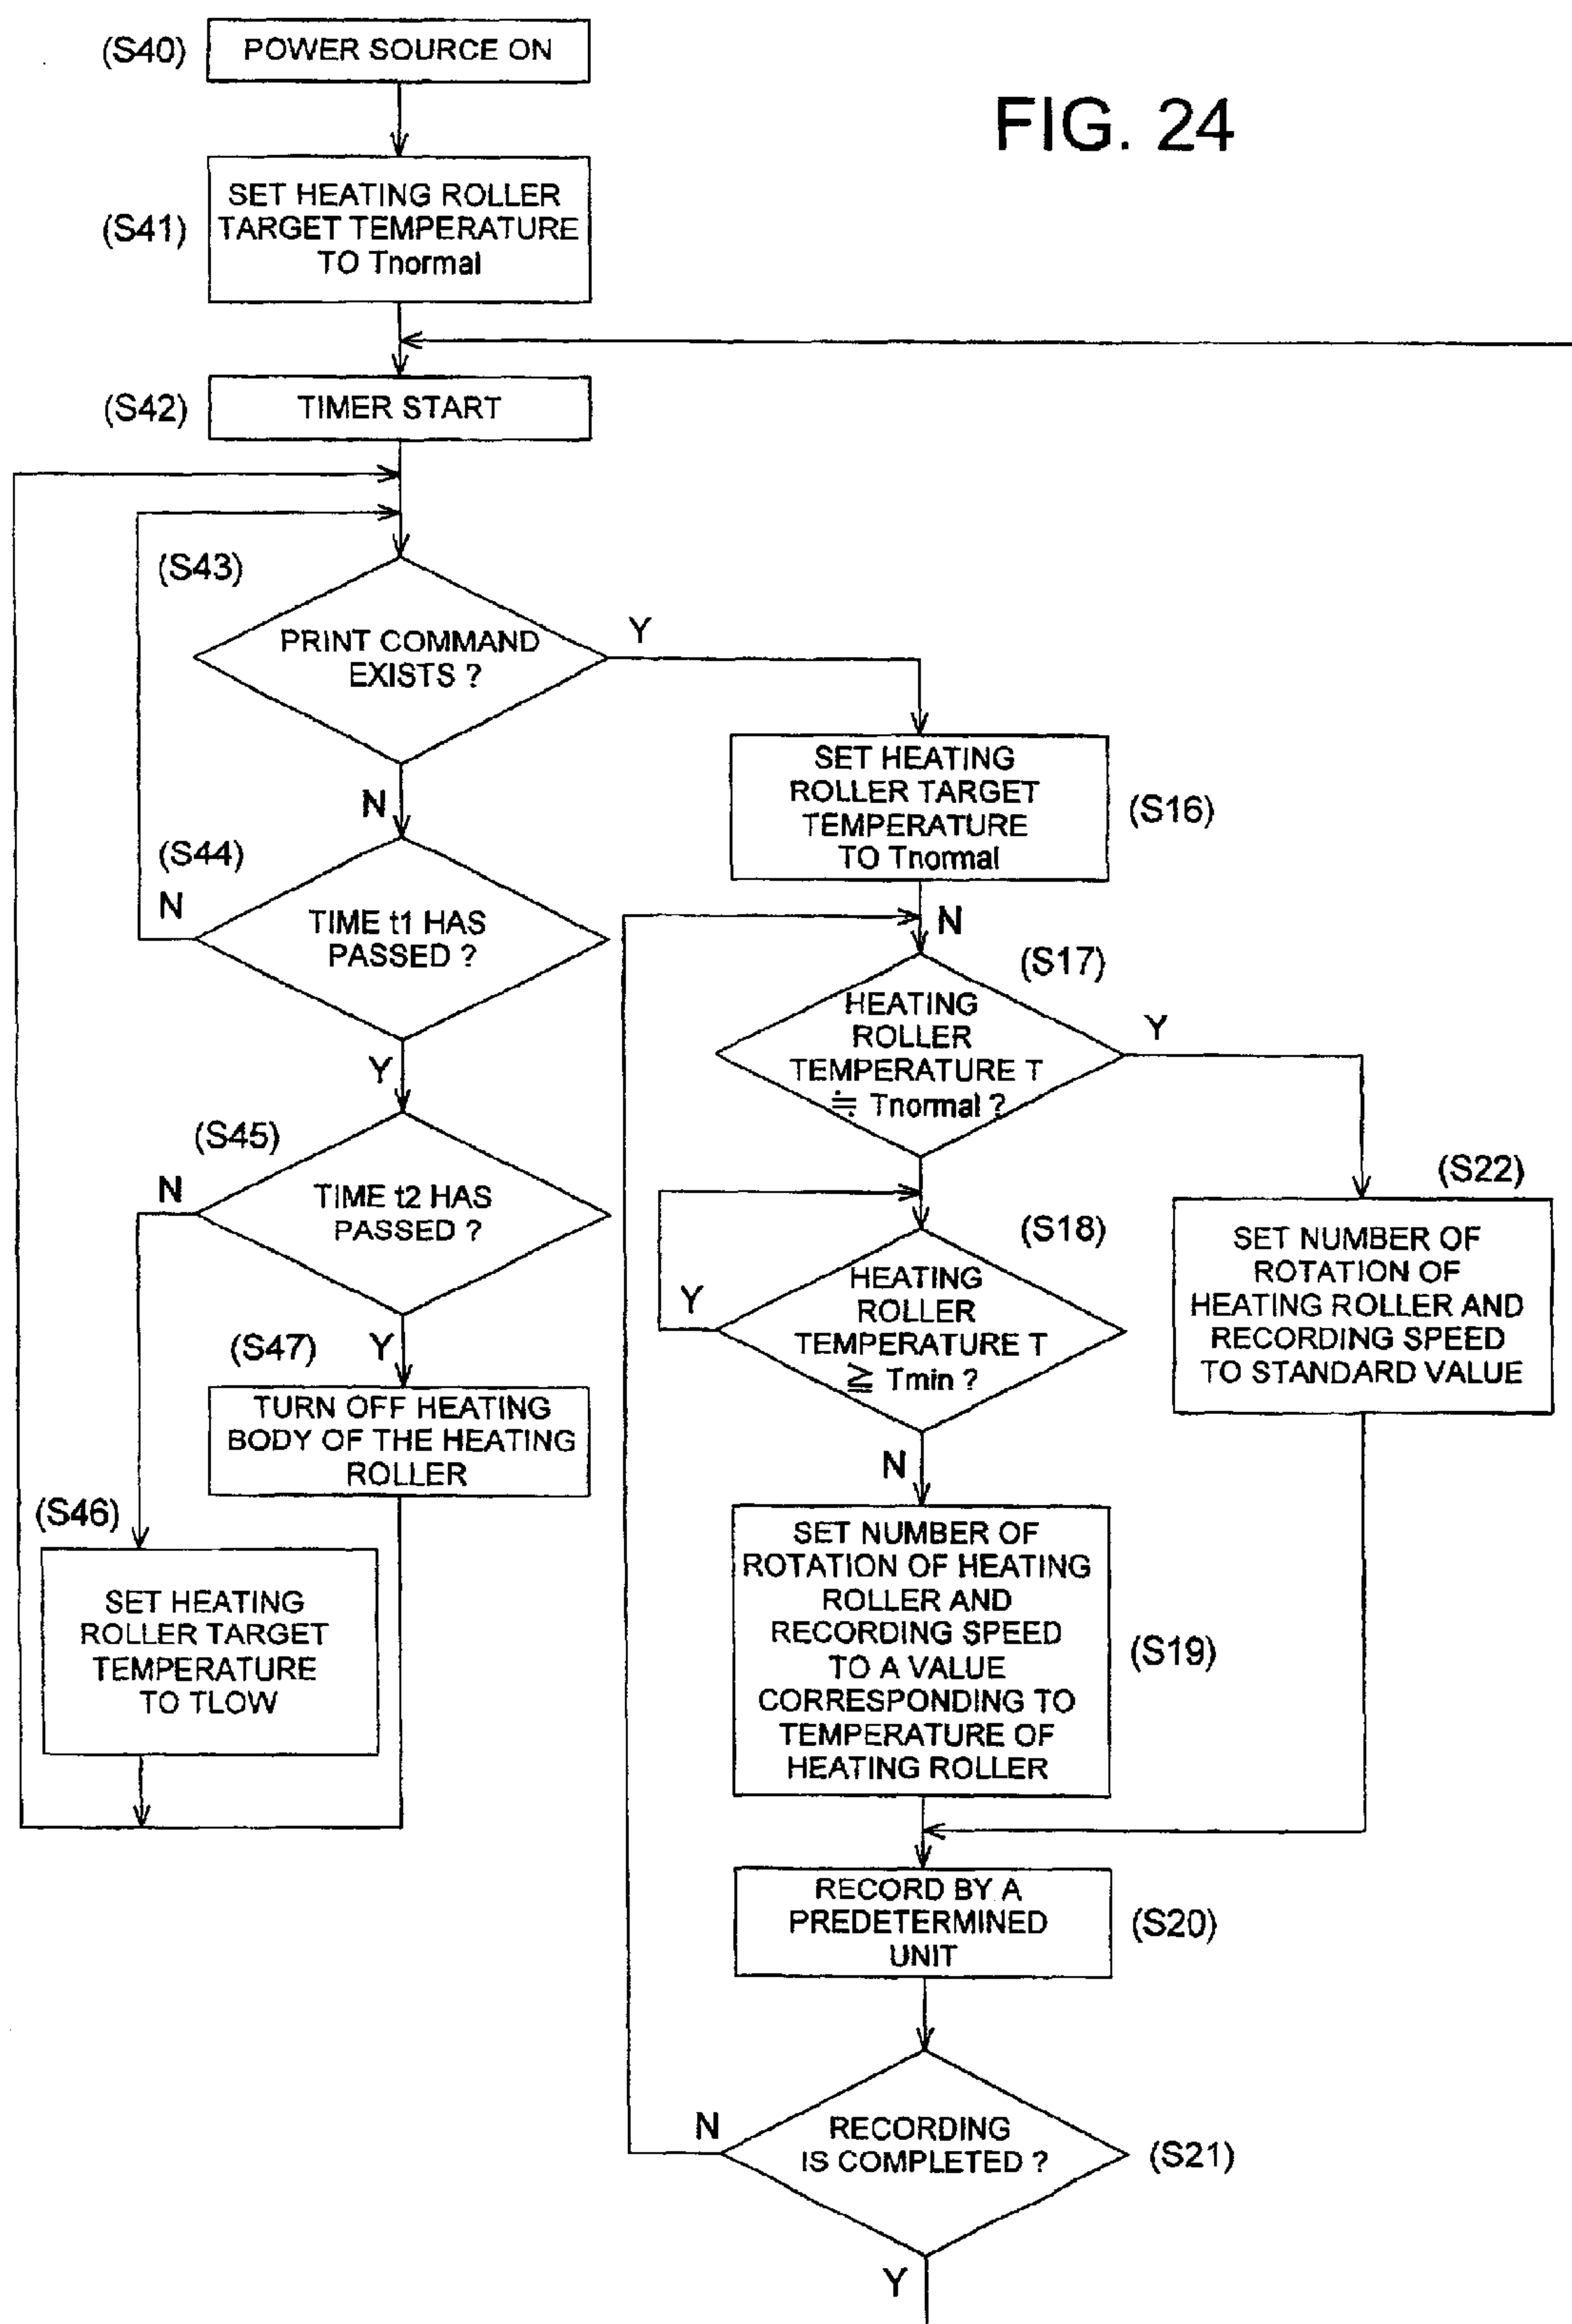 FIG. 24
(S40)
POWER SOURCE ON
(S41)
SET HEATING ROLLER
TARGET TEMPERATURE
TO Tnormal
(S42)
TIMER START
(S43)
PRINT COMMAND
EXISTS ?
Y
N
(S44)
N
TIME t1 HAS
PASSED ?
Y
(S45)
N
TIME t2 HAS
PASSED ?
Y
(S47)
TURN OFF HEATING
BODY OF THE HEATING
ROLLER
(S46)
SET HEATING
ROLLER TARGET
TEMPERATURE
TO TLOW
SET HEATING
ROLLER TARGET
TEMPERATURE
TO Tnormal
(S16)
N
(S17)
HEATING
ROLLER
TEMPERATURE T
≒ Tnormal ?
Y
(S18)
HEATING
ROLLER
TEMPERATURE T
≧ Tmin ?
Y
N
(S22)
SET NUMBER OF
ROTATION OF
HEATING ROLLER AND
RECORDING SPEED
TO STANDARD VALUE
SET NUMBER OF
ROTATION OF HEATING
ROLLER AND
RECORDING SPEED
TO A VALUE
CORRESPONDING TO
TEMPERATURE OF
HEATING ROLLER
(S19)
RECORD BY A
PREDETERMINED
UNIT
(S20)
N
RECORDING
IS COMPLETED ?
(S21)
Y